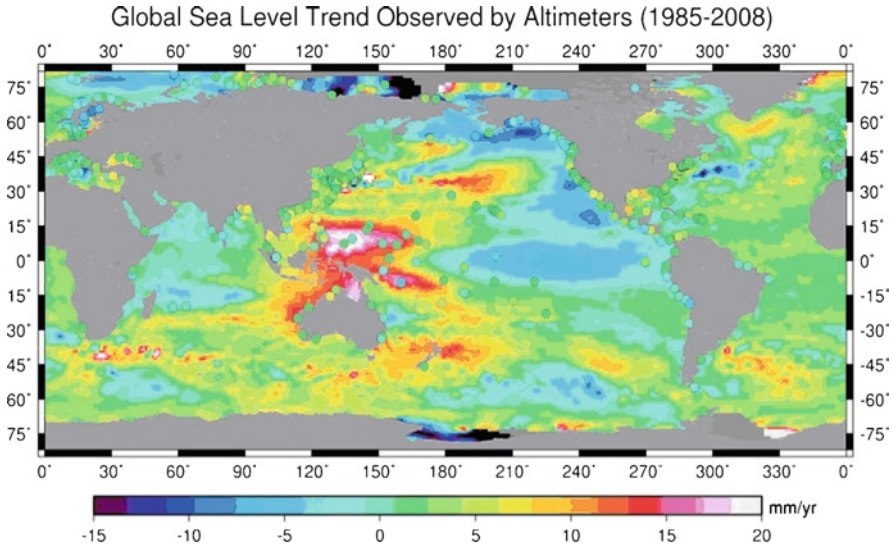 Global Sea Level Trend Observed by Altimeters (1985-2008)
0° 30° 60° 90° 120° 150° 180° 210° 240° 270° 300° 330° 0°
75° 75°
60° 60°
45° 45°
30° 30°
15° 15°
0° 0°
-15° -15°
-30° -30°
-45° -45°
-60° -60°
-75° -75°
0° 30° 60° 90° 120° 150° 180° 210° 240° 270° 300° 330° 0°
mm/yr
-15 -10 -5 0 5 10 15 20